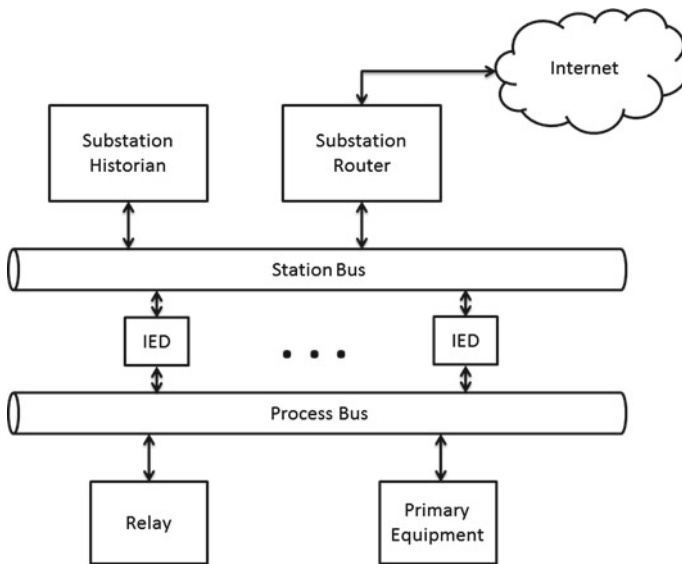 Internet
Substation
Historian
Substation
Router
Station Bus
IED
IED
Process Bus
Relay
Primary
Equipment